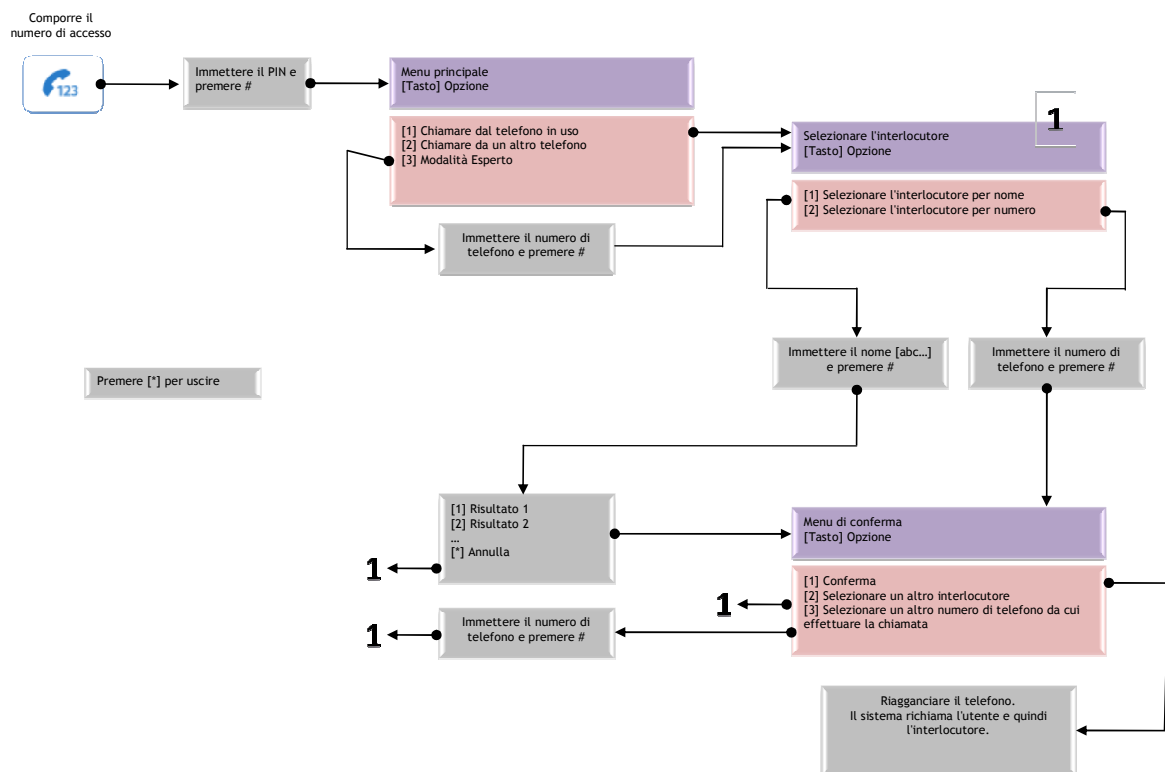 Comporre il
numero di accesso
123
Immettere il PIN e
premere #
Menu principale
[Tasto] Opzione
[1] Chiamare dal telefono in uso
[2] Chiamare da un altro telefono
[3] Modalità Esperto
Immettere il numero di
telefono e premere #
1
Selezionare l'interlocutore
[Tasto] Opzione
[1] Selezionare l'interlocutore per nome
[2] Selezionare l'interlocutore per numero
Immettere il nome [abc…]
e premere #
Immettere il numero di
telefono e premere #
Premere [*] per uscire
[1] Risultato 1
[2] Risultato 2
…
[*] Annulla
1
Menu di conferma
[Tasto] Opzione
[1] Conferma
[2] Selezionare un altro interlocutore
[3] Selezionare un altro numero di telefono da cui
effettuare la chiamata
1
Immettere il numero di
telefono e premere #
1
Riagganciare il telefono.
Il sistema richiama l'utente e quindi
l'interlocutore.